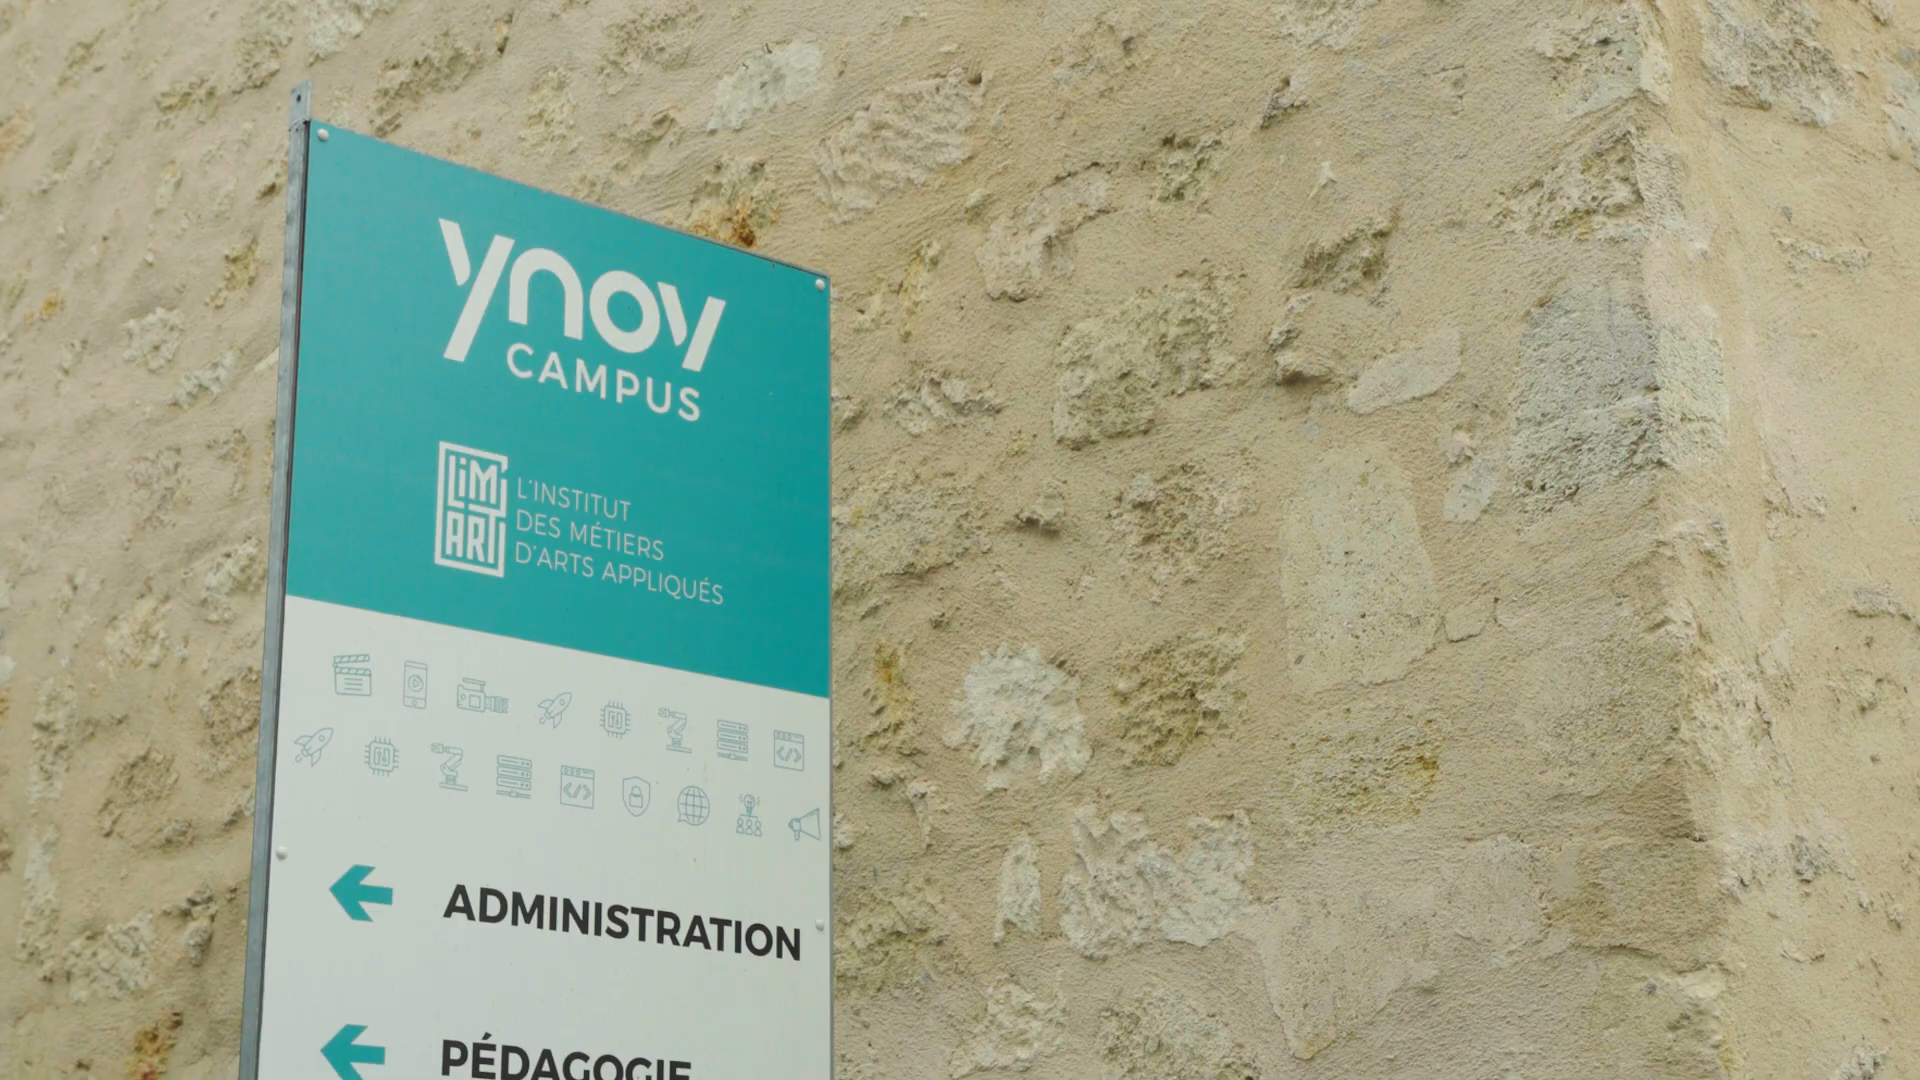 ynov
CAMPUS
LiM
ART
L'INSTITUT
DES MÉTIERS
D'ARTS APPLIQUÉS
ADMINISTRATION
PÉDAGOGIE